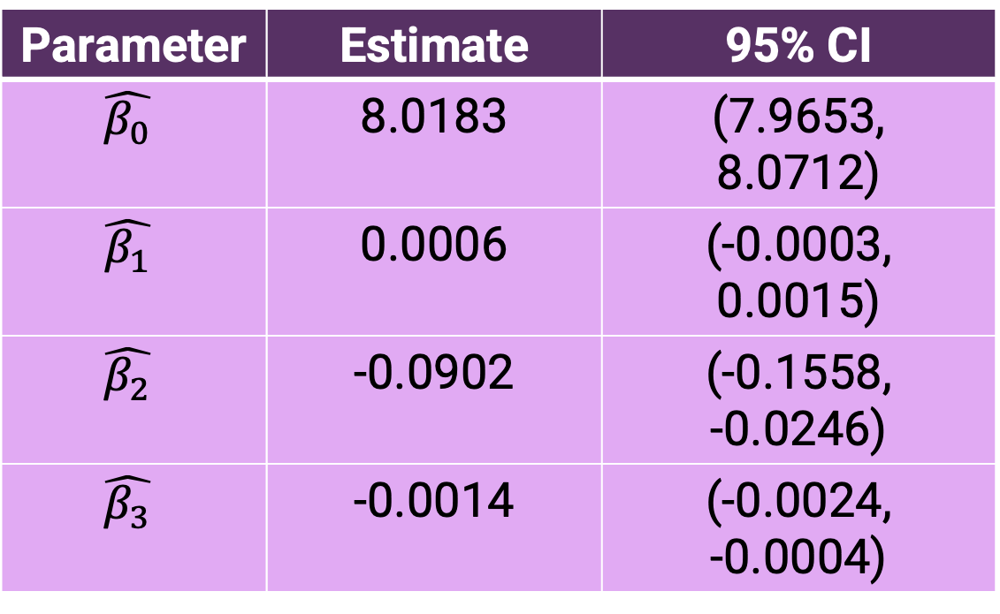 Parameter Estimate 95% CI
$\widehat{\beta_0}$ 8.0183 (7.9653,
8.0712)
$\widehat{\beta_1}$ 0.0006 (-0.0003,
0.0015)
$\widehat{\beta_2}$ -0.0902 (-0.1558,
-0.0246)
$\widehat{\beta_3}$ -0.0014 (-0.0024,
-0.0004)